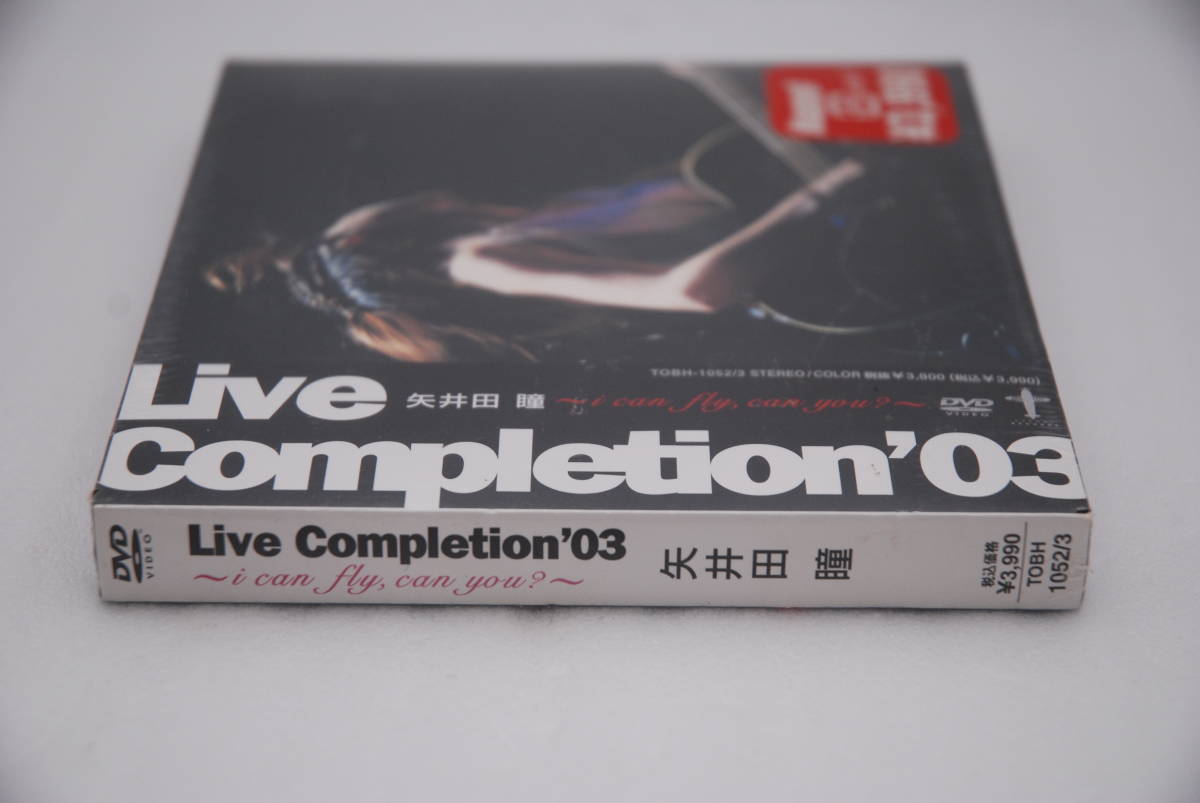 TOBH-1052/3 STEREO/COLOR 税抜¥3,800 (税込¥3,990)
Live 矢井田 瞳 ～i can fly, can you?～ DVD VIDEO
Completion'03
DVD VIDEO
Live Completion'03
～i can fly, can you?～
矢井田 瞳
税込価格
¥3,990
TOBH
1052/3